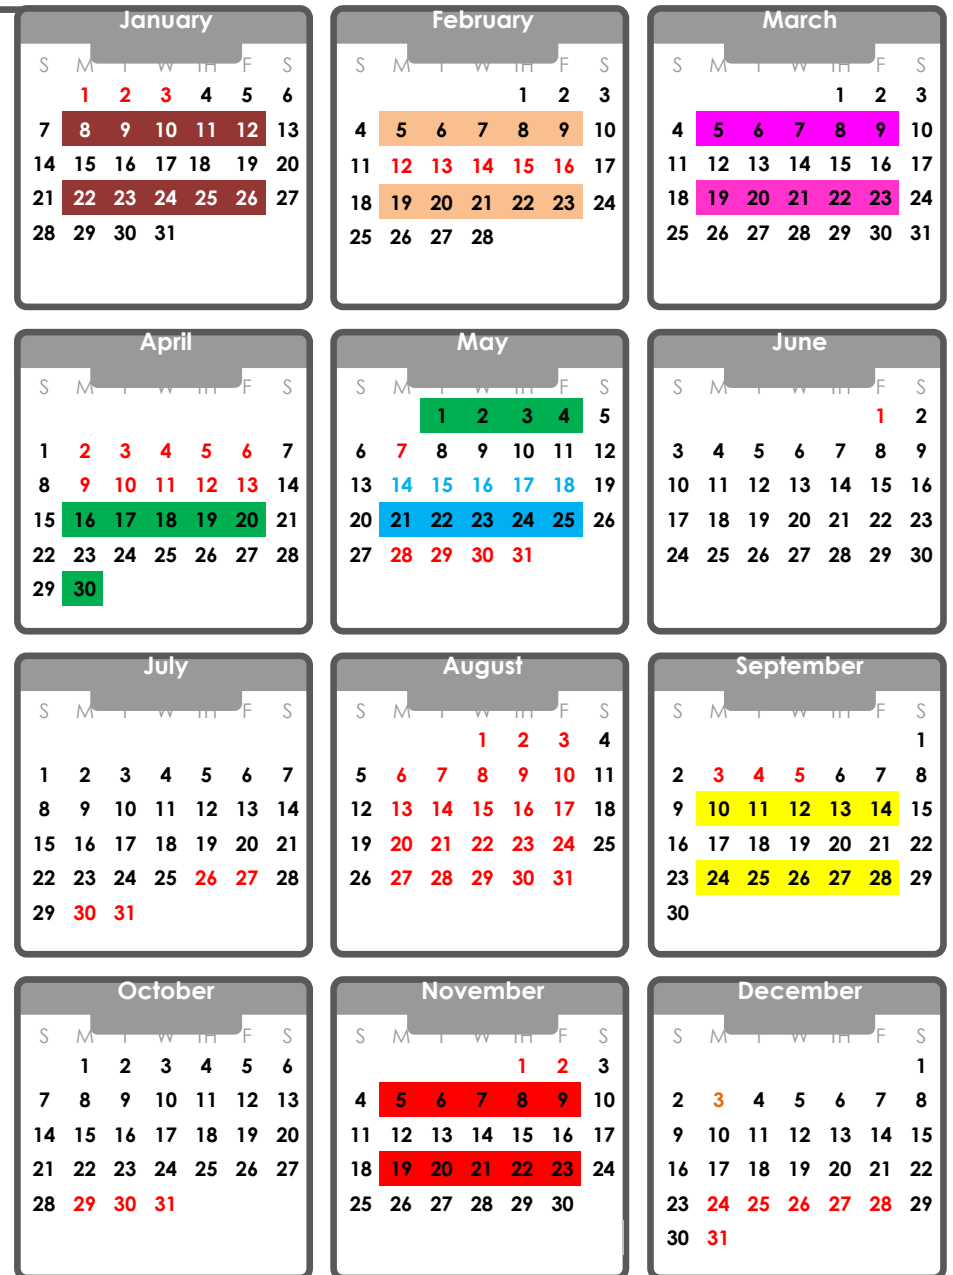 January
S M F S
1 2 3 4 5 6
7 8 9 10 11 12 13
14 15 16 17 18 19 20
21 22 23 24 25 26 27
28 29 30 31
February
S M F S
1 2 3
4 5 6 7 8 9 10
11 12 13 14 15 16 17
18 19 20 21 22 23 24
25 26 27 28
March
S M F S
1 2 3
4 5 6 7 8 9 10
11 12 13 14 15 16 17
18 19 20 21 22 23 24
25 26 27 28 29 30 31
April
S M F S
1 2 3 4 5 6 7
8 9 10 11 12 13 14
15 16 17 18 19 20 21
22 23 24 25 26 27 28
29 30
May
S M F S
1 2 3 4 5
6 7 8 9 10 11 12
13 14 15 16 17 18 19
20 21 22 23 24 25 26
27 28 29 30 31
June
S M F S
1 2
3 4 5 6 7 8 9
10 11 12 13 14 15 16
17 18 19 20 21 22 23
24 25 26 27 28 29 30
July
S M F S
1 2 3 4 5 6 7
8 9 10 11 12 13 14
15 16 17 18 19 20 21
22 23 24 25 26 27 28
29 30 31
August
S M F S
1 2 3 4
5 6 7 8 9 10 11
12 13 14 15 16 17 18
19 20 21 22 23 24 25
26 27 28 29 30 31
September
S M F S
1
2 3 4 5 6 7 8
9 10 11 12 13 14 15
16 17 18 19 20 21 22
23 24 25 26 27 28 29
30
October
S M F S
1 2 3 4 5 6
7 8 9 10 11 12 13
14 15 16 17 18 19 20
21 22 23 24 25 26 27
28 29 30 31
November
S M F S
1 2 3
4 5 6 7 8 9 10
11 12 13 14 15 16 17
18 19 20 21 22 23 24
25 26 27 28 29 30
December
S M F S
1
2 3 4 5 6 7 8
9 10 11 12 13 14 15
16 17 18 19 20 21 22
23 24 25 26 27 28 29
30 31